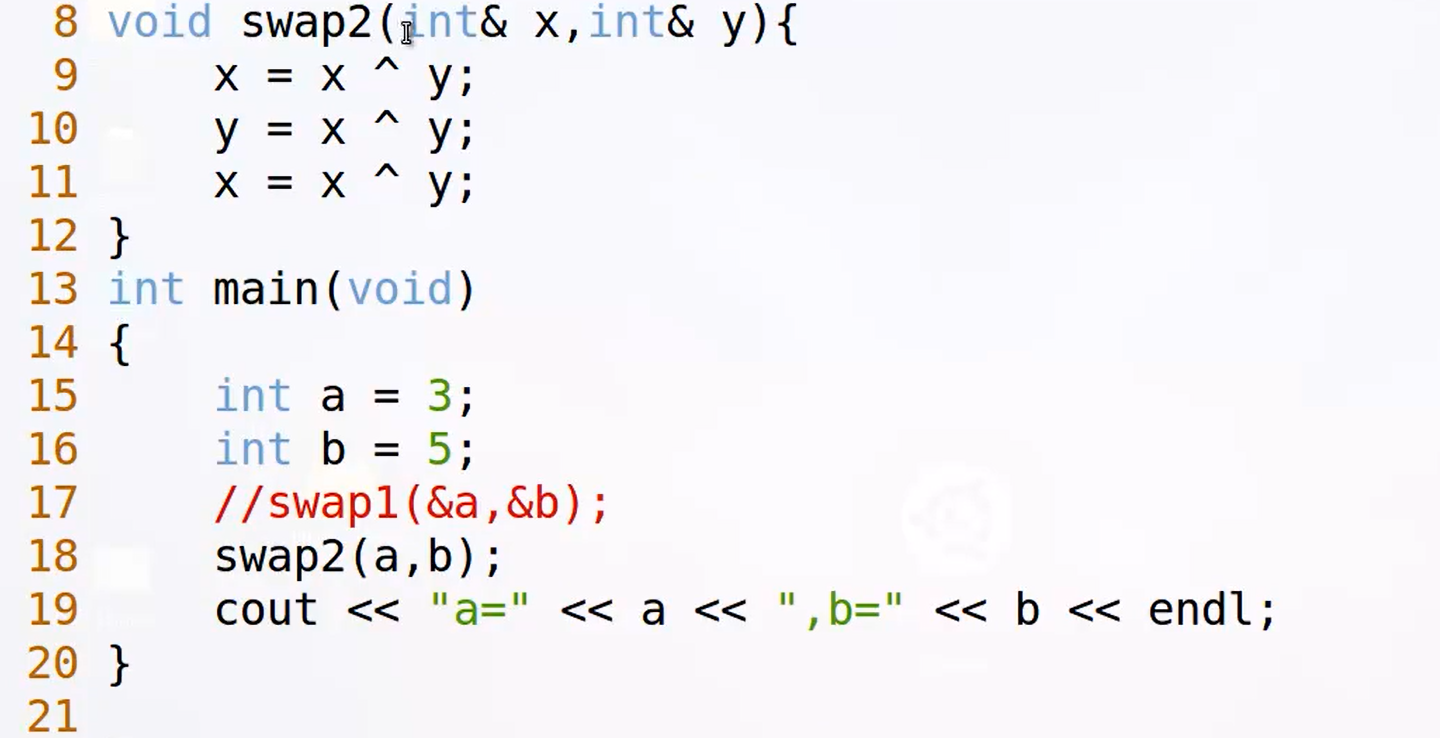 8 void swap2(int& x,int& y){
9     x = x ^ y;
10     y = x ^ y;
11     x = x ^ y;
12 }
13 int main(void)
14 {
15     int a = 3;
16     int b = 5;
17     //swap1(&a,&b);
18     swap2(a,b);
19     cout << "a=" << a << ",b=" << b << endl;
20 }
21